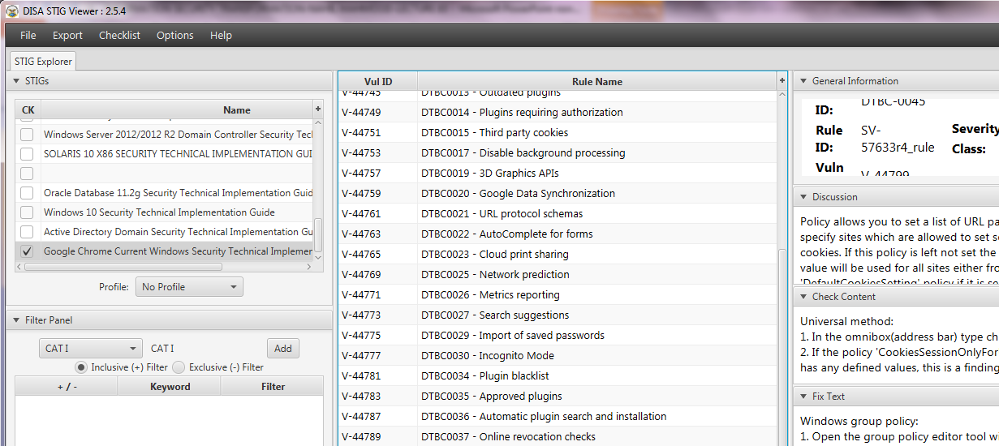 DISA STIG Viewer : 2.5.4
File Export Checklist Options Help
STIG Explorer
STIGs
CK Name +
Windows Server 2012/2012 R2 Domain Controller Security Tecl
SOLARIS 10 X86 SECURITY TECHNICAL IMPLEMENTATION GUI
Oracle Database 11.2g Security Technical Implementation Guid
Windows 10 Security Technical Implementation Guide
Active Directory Domain Security Technical Implementation Gu
Google Chrome Current Windows Security Technical Implemer
Profile: No Profile
Filter Panel
CAT I CAT I Add
Inclusive (+) Filter Exclusive (-) Filter
+ / - Keyword Filter
Vul ID Rule Name +
V-44745 DTBC0013 - Outdated plugins
V-44749 DTBC0014 - Plugins requiring authorization
V-44751 DTBC0015 - Third party cookies
V-44753 DTBC0017 - Disable background processing
V-44757 DTBC0019 - 3D Graphics APIs
V-44759 DTBC0020 - Google Data Synchronization
V-44761 DTBC0021 - URL protocol schemas
V-44763 DTBC0022 - AutoComplete for forms
V-44765 DTBC0023 - Cloud print sharing
V-44769 DTBC0025 - Network prediction
V-44771 DTBC0026 - Metrics reporting
V-44773 DTBC0027 - Search suggestions
V-44775 DTBC0029 - Import of saved passwords
V-44777 DTBC0030 - Incognito Mode
V-44781 DTBC0034 - Plugin blacklist
V-44783 DTBC0035 - Approved plugins
V-44787 DTBC0036 - Automatic plugin search and installation
V-44789 DTBC0037 - Online revocation checks
General Information
ID: DTBC-0045
Rule ID: SV-57633r4_rule
Severity
Class:
Vuln V-44799
Discussion
Policy allows you to set a list of URL pa
specify sites which are allowed to set s
cookies. If this policy is left not set the
value will be used for all sites either fro
'DefaultCookiesSetting' policy if it is se
Check Content
Universal method:
1. In the omnibox(address bar) type ch
2. If the policy 'CookiesSessionOnlyFor
has any defined values, this is a finding
Fix Text
Windows group policy:
1. Open the group policy editor tool w